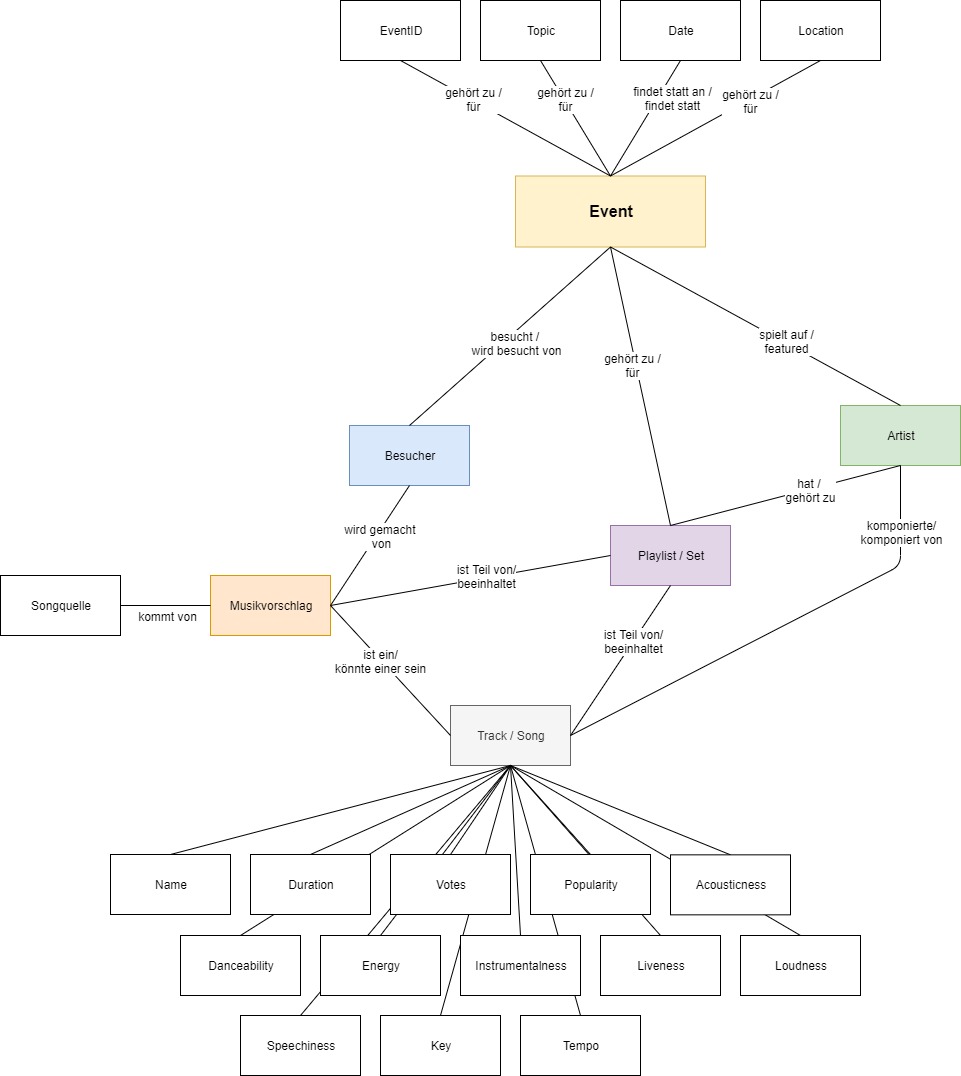 EventID
Topic
Date
Location
gehört zu /
für
gehört zu /
für
findet statt an /
findet statt
gehört zu /
für
Event
besucht /
wird besucht von
gehört zu /
für
spielt auf /
featured
Artist
Besucher
hat /
gehört zu
wird gemacht
von
komponierte/
komponiert von
Playlist / Set
ist Teil von/
beeinhaltet
Songquelle
kommt von
Musikvorschlag
ist Teil von/
beeinhaltet
ist ein/
könnte einer sein
Track / Song
Name
Duration
Votes
Popularity
Acousticness
Danceability
Energy
Instrumentalness
Liveness
Loudness
Speechiness
Key
Tempo